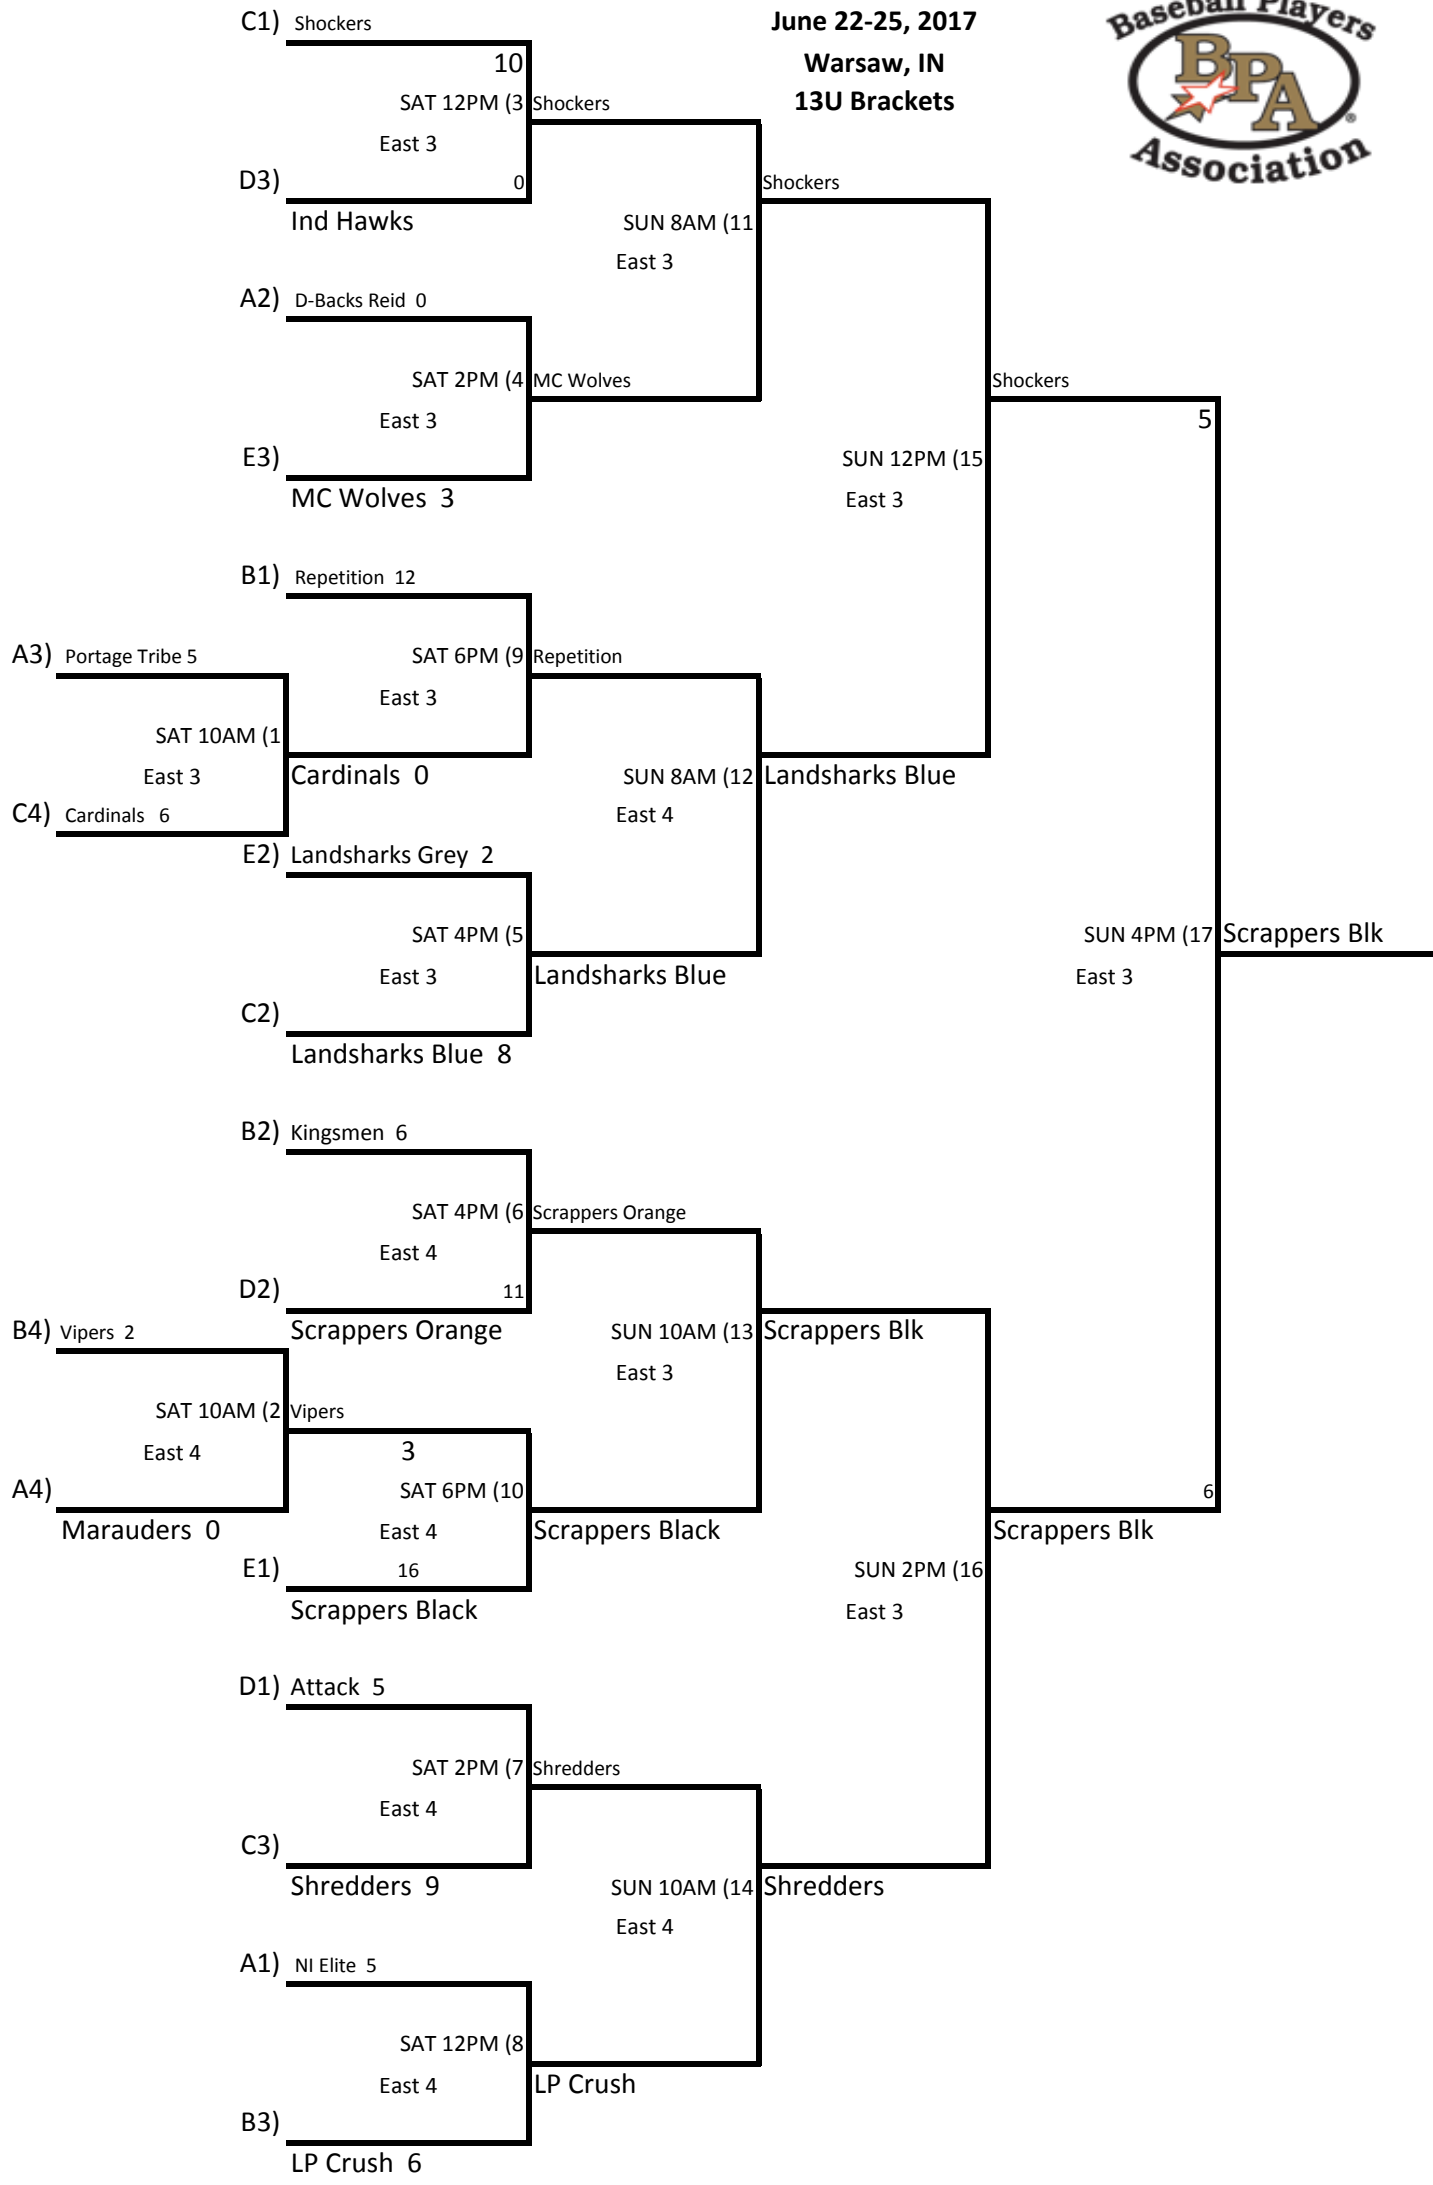 C1) Shockers
June 22-25, 2017
Baseball Players
10
Warsaw, IN
BPA
SAT 12PM (3 Shockers
13U Brackets
®
East 3
Association
D3) 0
Shockers
Ind Hawks
SUN 8AM (11
East 3
A2) D-Backs Reid 0
SAT 2PM (4 MC Wolves
Shockers
East 3
5
E3)
SUN 12PM (15
MC Wolves 3
East 3
B1) Repetition 12
A3) Portage Tribe 5
SAT 6PM (9 Repetition
East 3
SAT 10AM (1
East 3
Cardinals 0
SUN 8AM (12 Landsharks Blue
C4) Cardinals 6
East 4
E2) Landsharks Grey 2
SAT 4PM (5
SUN 4PM (17 Scrappers Blk
East 3
Landsharks Blue
East 3
C2)
Landsharks Blue 8
B2) Kingsmen 6
SAT 4PM (6 Scrappers Orange
East 4
D2) 11
B4) Vipers 2
Scrappers Orange
SUN 10AM (13 Scrappers Blk
East 3
SAT 10AM (2 Vipers
East 4
3
A4)
SAT 6PM (10
6
Marauders 0
East 4
Scrappers Black
Scrappers Blk
E1) 16
SUN 2PM (16
Scrappers Black
East 3
D1) Attack 5
SAT 2PM (7 Shredders
East 4
C3)
Shredders 9
SUN 10AM (14 Shredders
East 4
A1) NI Elite 5
SAT 12PM (8
East 4
LP Crush
B3)
LP Crush 6